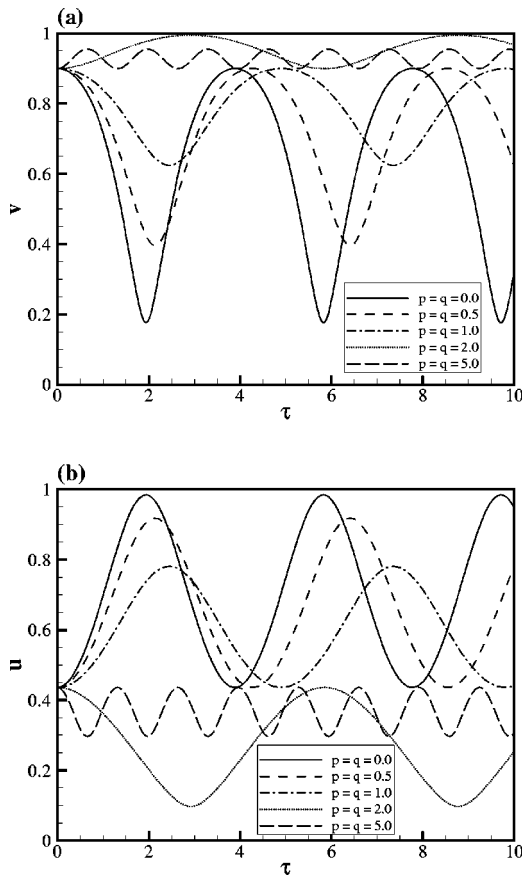 (a)
1
0.8
0.6
v
0.4
0.2
0
p = q = 0.0
p = q = 0.5
p = q = 1.0
p = q = 2.0
p = q = 5.0
0 2 4 6 8 10
τ
(b)
1
0.8
0.6
u
0.4
0.2
0
p = q = 0.0
p = q = 0.5
p = q = 1.0
p = q = 2.0
p = q = 5.0
0 2 4 6 8 10
τ